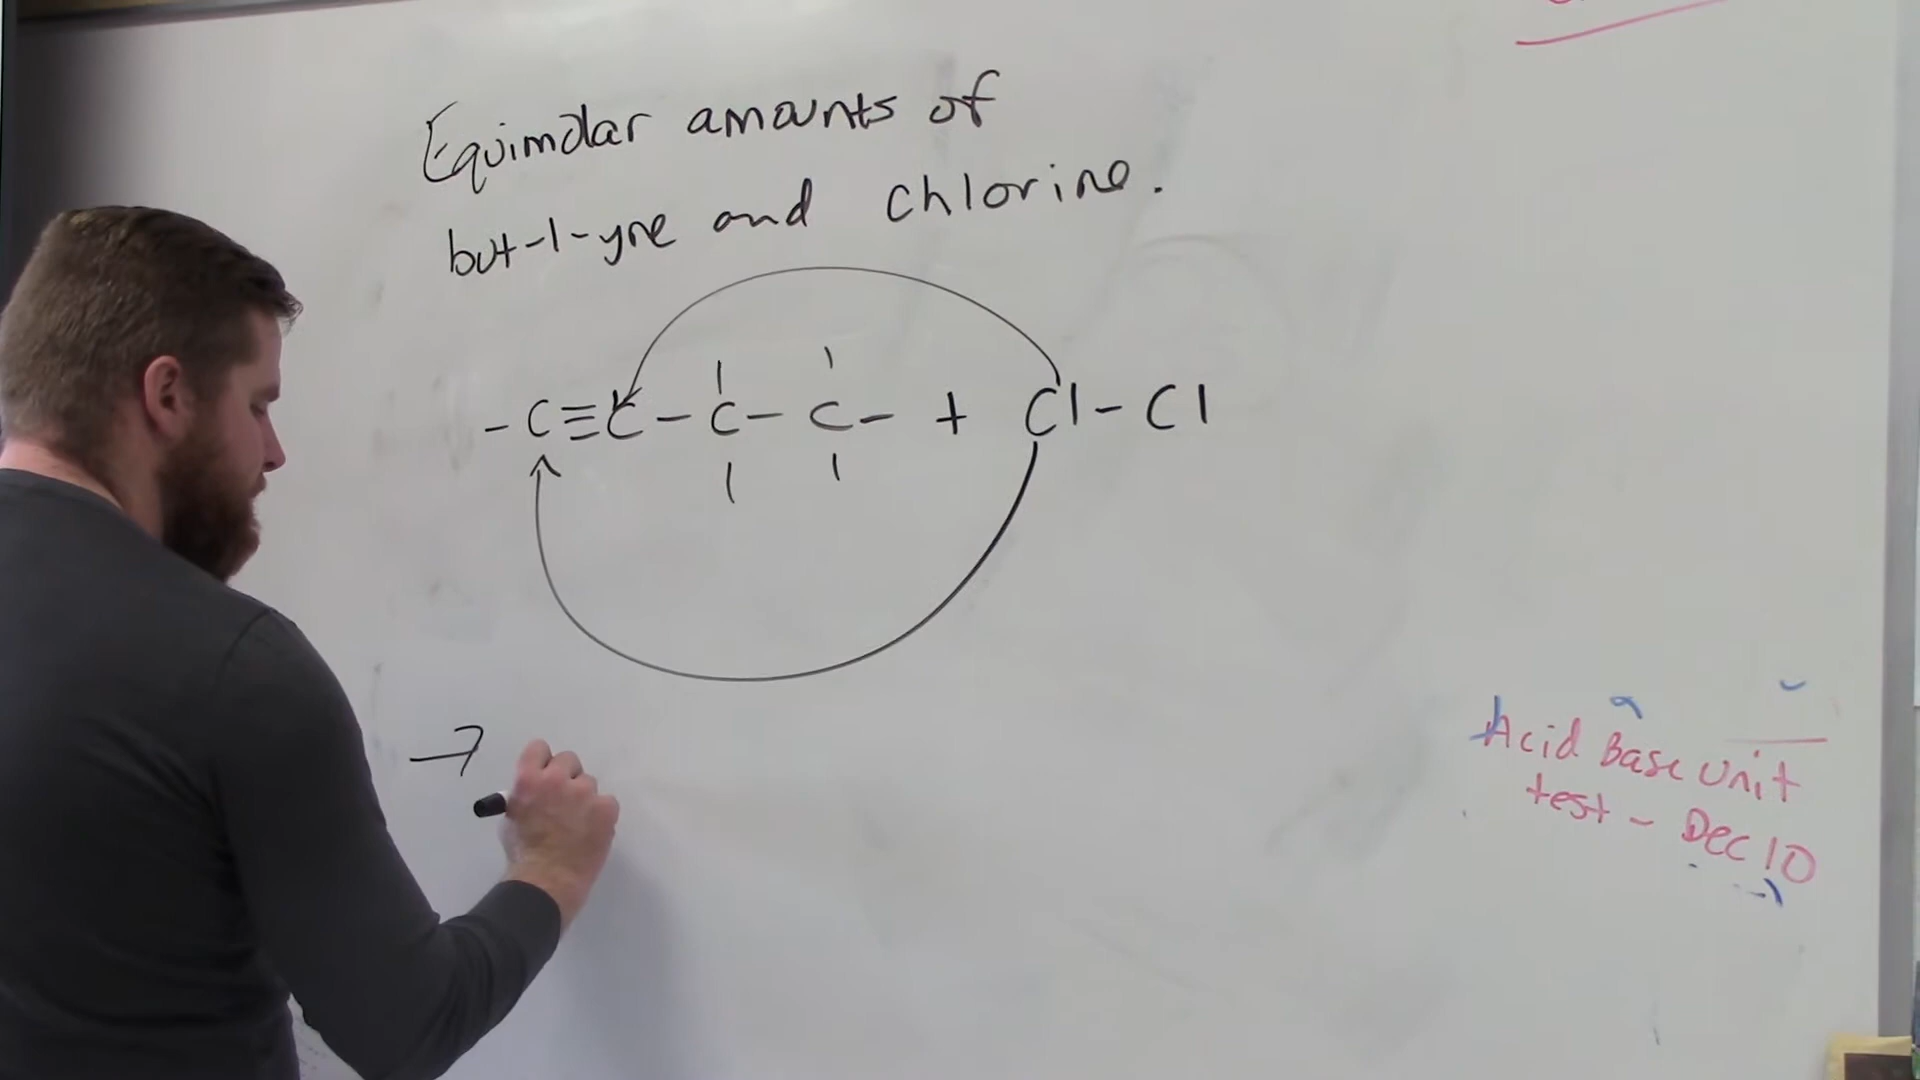 Equimolar amounts of
but-1-yne and chlorine.
-C≡C-C-C- + Cl-Cl
→
Acid Base Unit
test - Dec 10